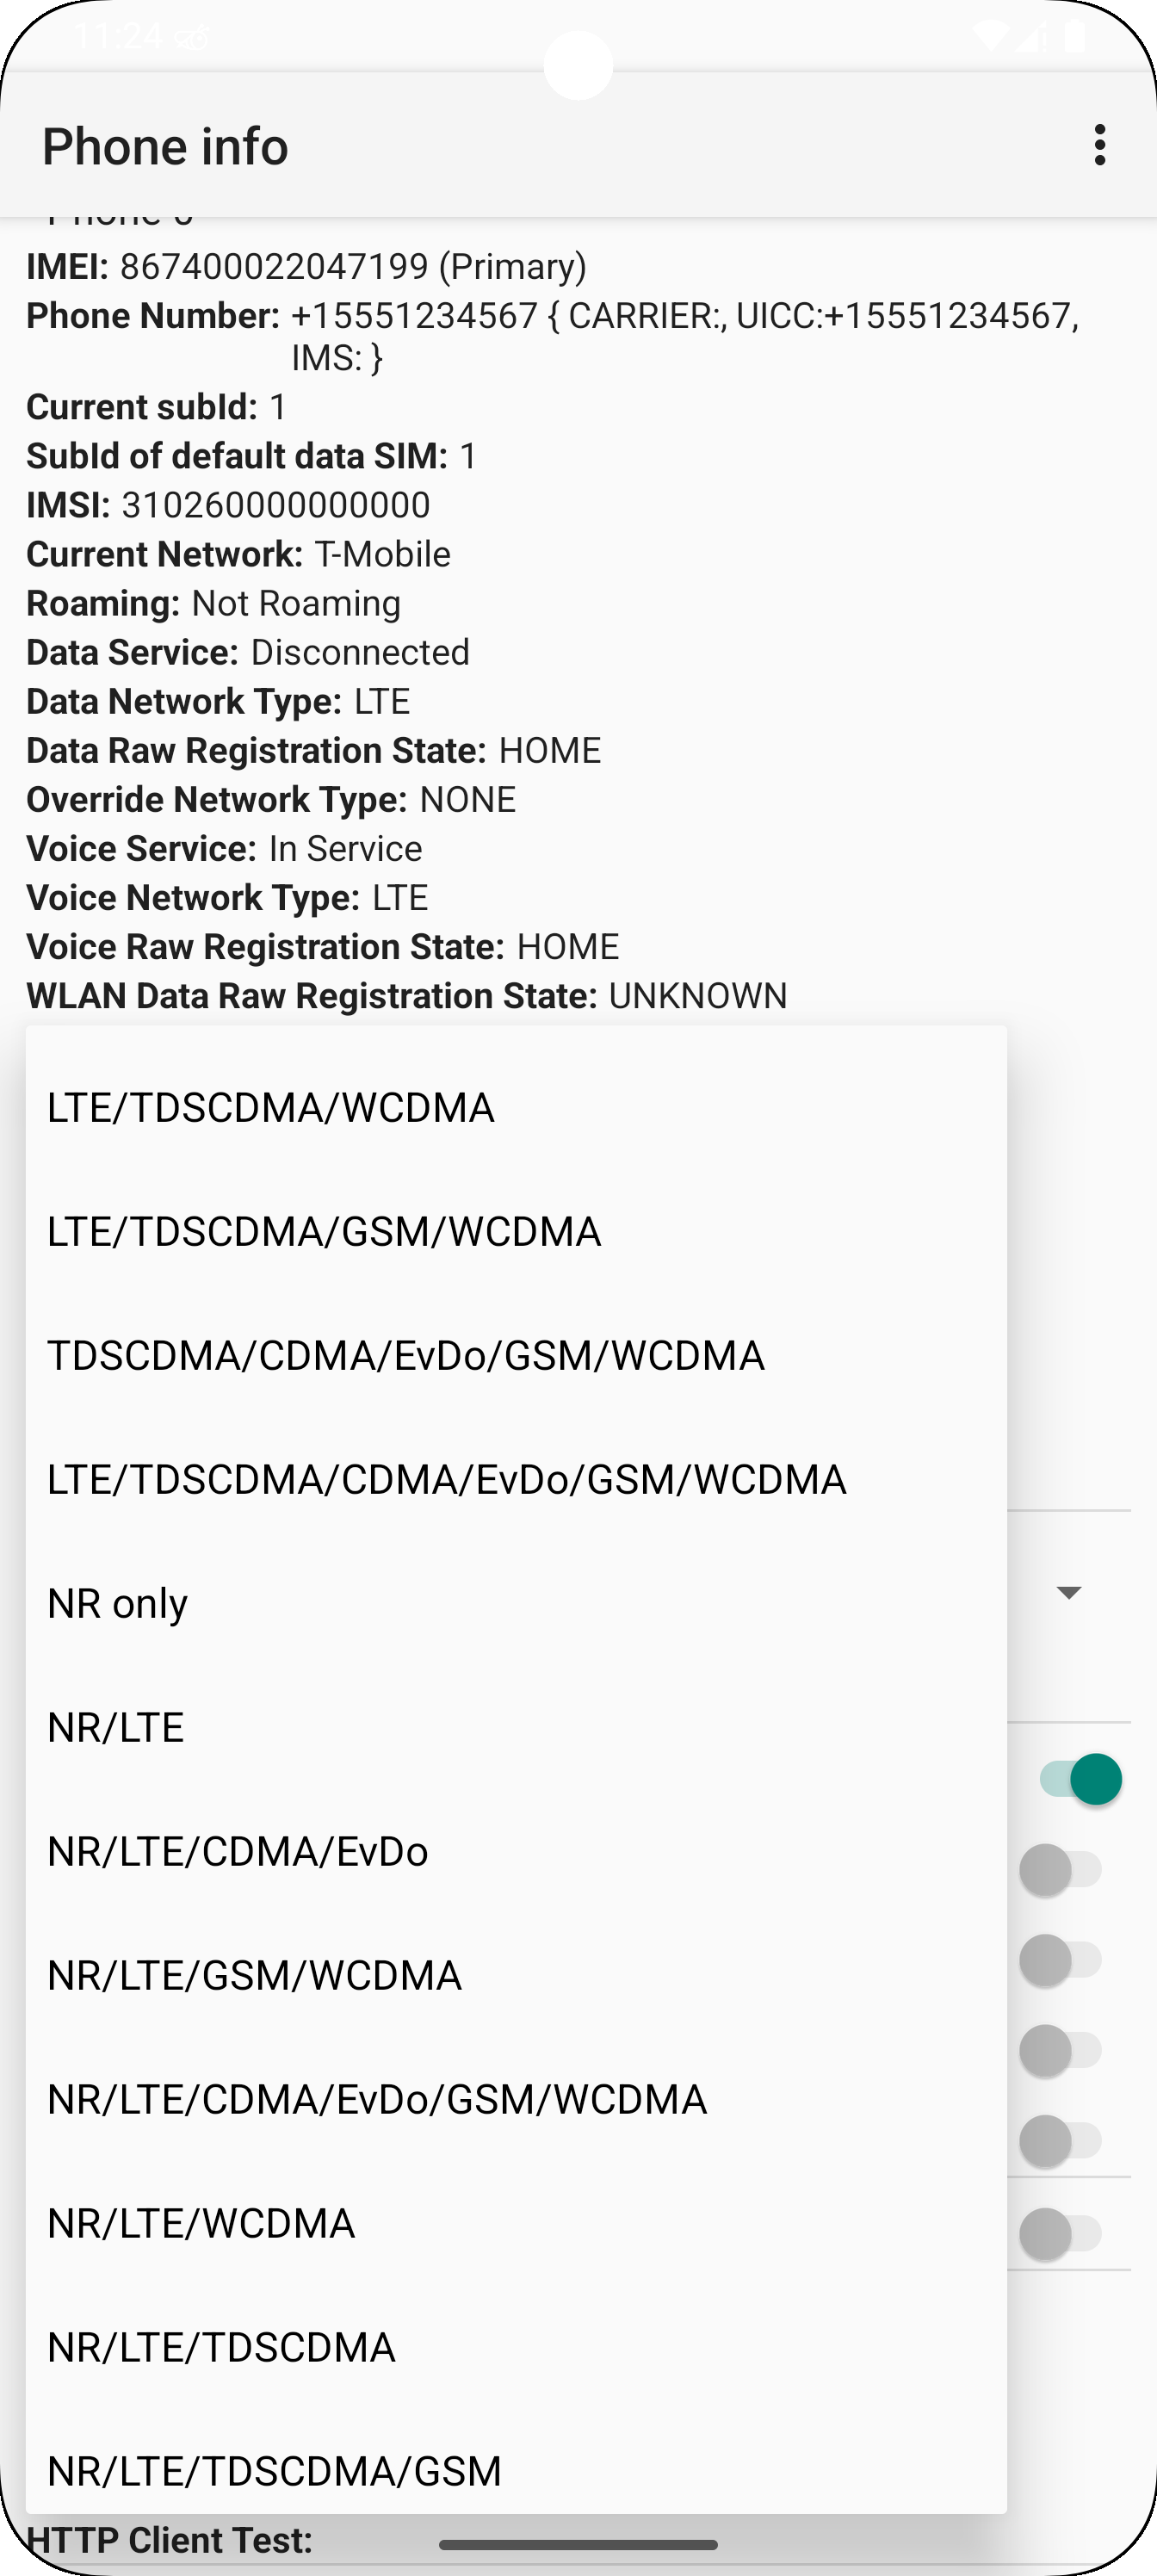 11:24
Phone info
Phone 0
IMEI: 867400022047199 (Primary)
Phone Number: +15551234567 { CARRIER:, UICC:+15551234567,
IMS: }
Current subId: 1
SubId of default data SIM: 1
IMSI: 310260000000000
Current Network: T-Mobile
Roaming: Not Roaming
Data Service: Disconnected
Data Network Type: LTE
Data Raw Registration State: HOME
Override Network Type: NONE
Voice Service: In Service
Voice Network Type: LTE
Voice Raw Registration State: HOME
WLAN Data Raw Registration State: UNKNOWN
LTE/TDSCDMA/WCDMA
LTE/TDSCDMA/GSM/WCDMA
TDSCDMA/CDMA/EvDo/GSM/WCDMA
LTE/TDSCDMA/CDMA/EvDo/GSM/WCDMA
NR only
NR/LTE
NR/LTE/CDMA/EvDo
NR/LTE/GSM/WCDMA
NR/LTE/CDMA/EvDo/GSM/WCDMA
NR/LTE/WCDMA
NR/LTE/TDSCDMA
NR/LTE/TDSCDMA/GSM
HTTP Client Test: